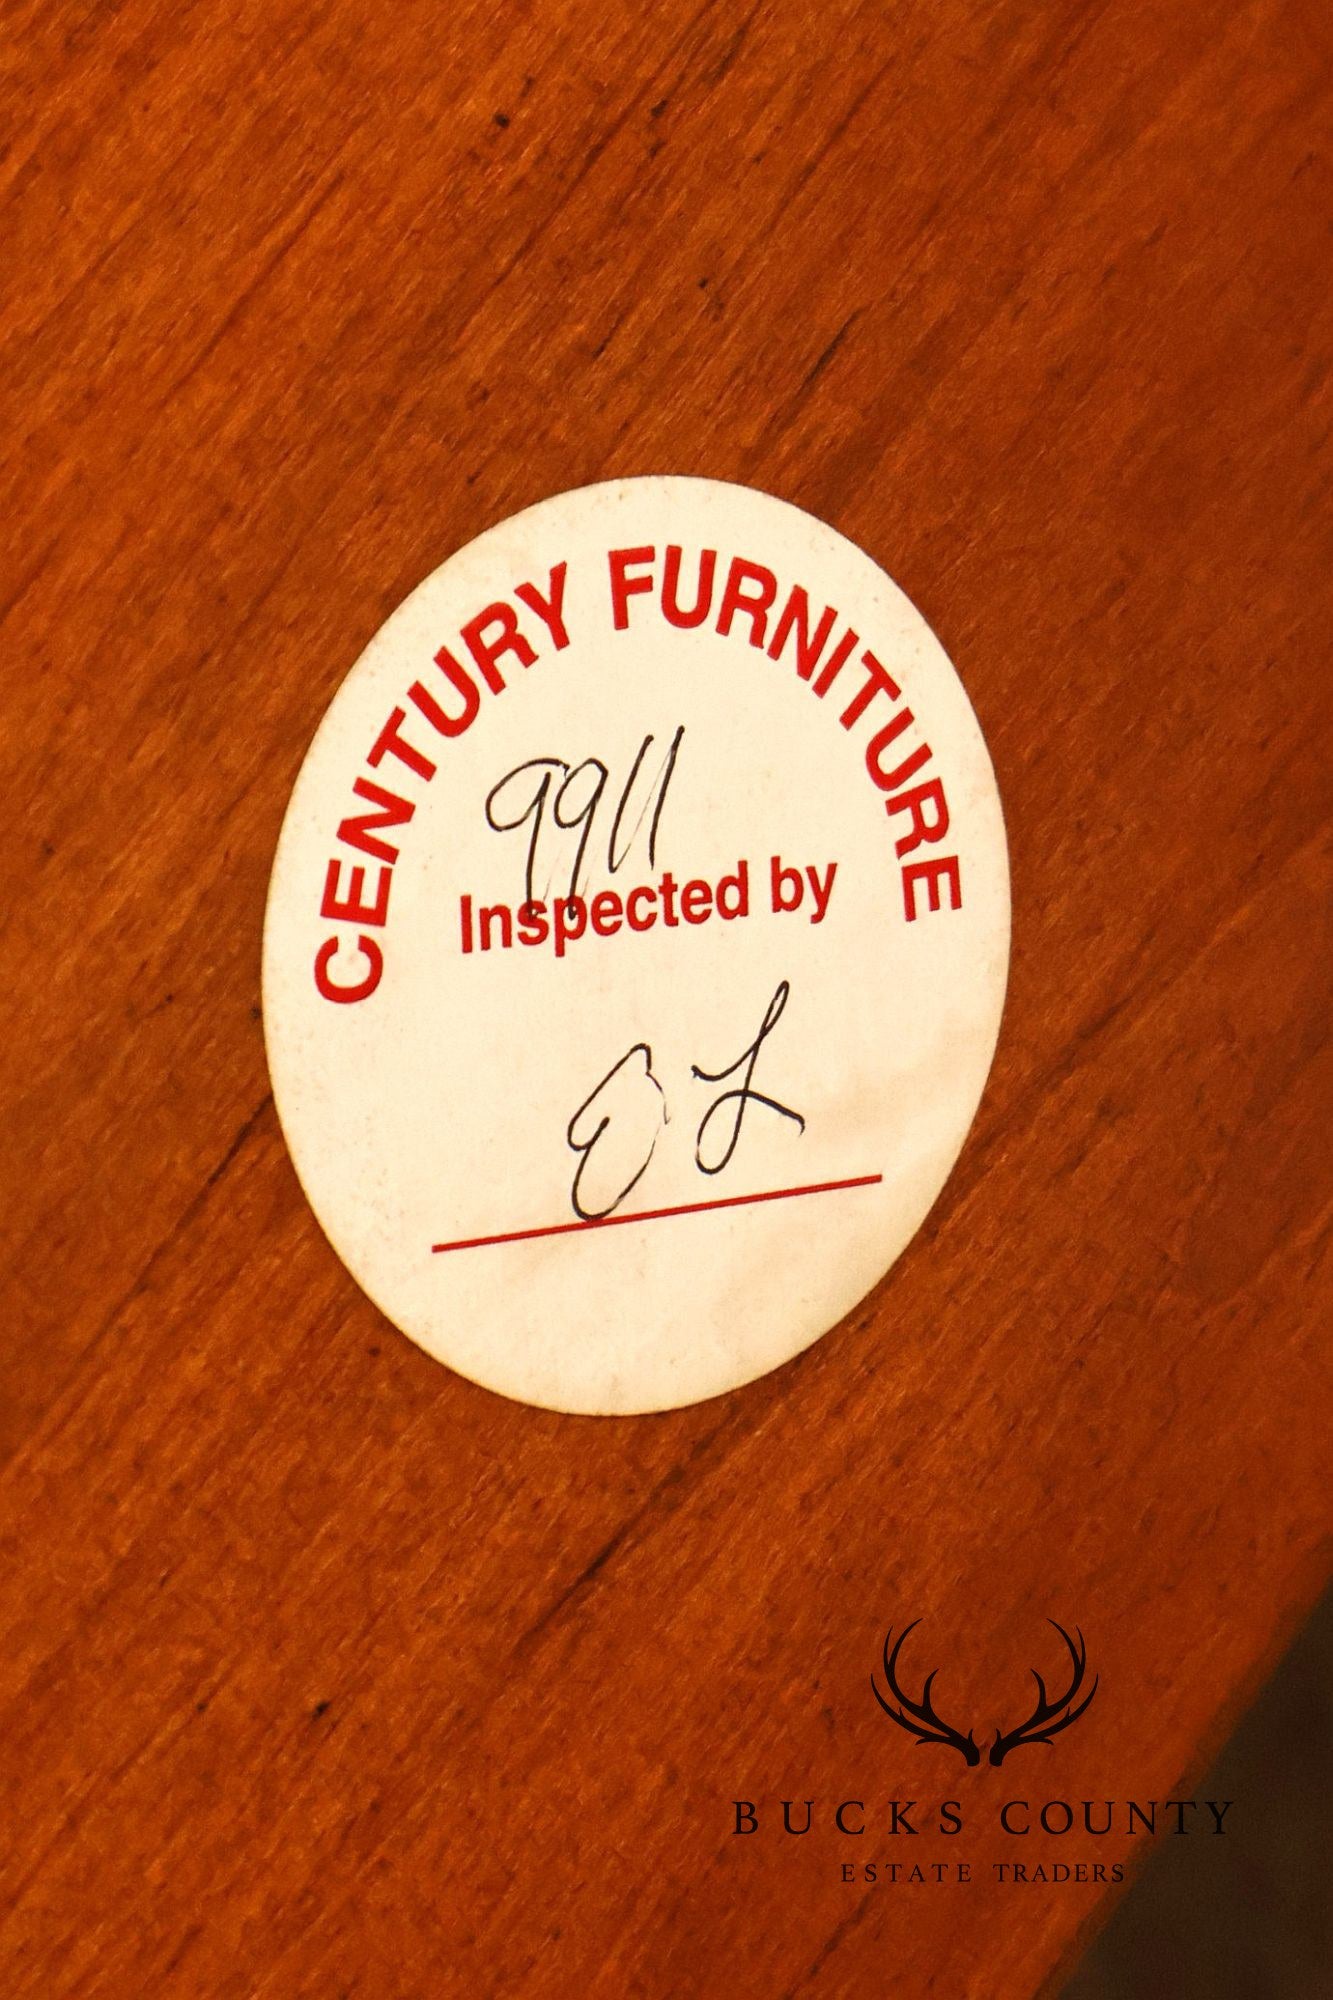 CENTURY FURNITURE
9911
Inspected by
E L
BUCKS COUNTY
ESTATE TRADERS